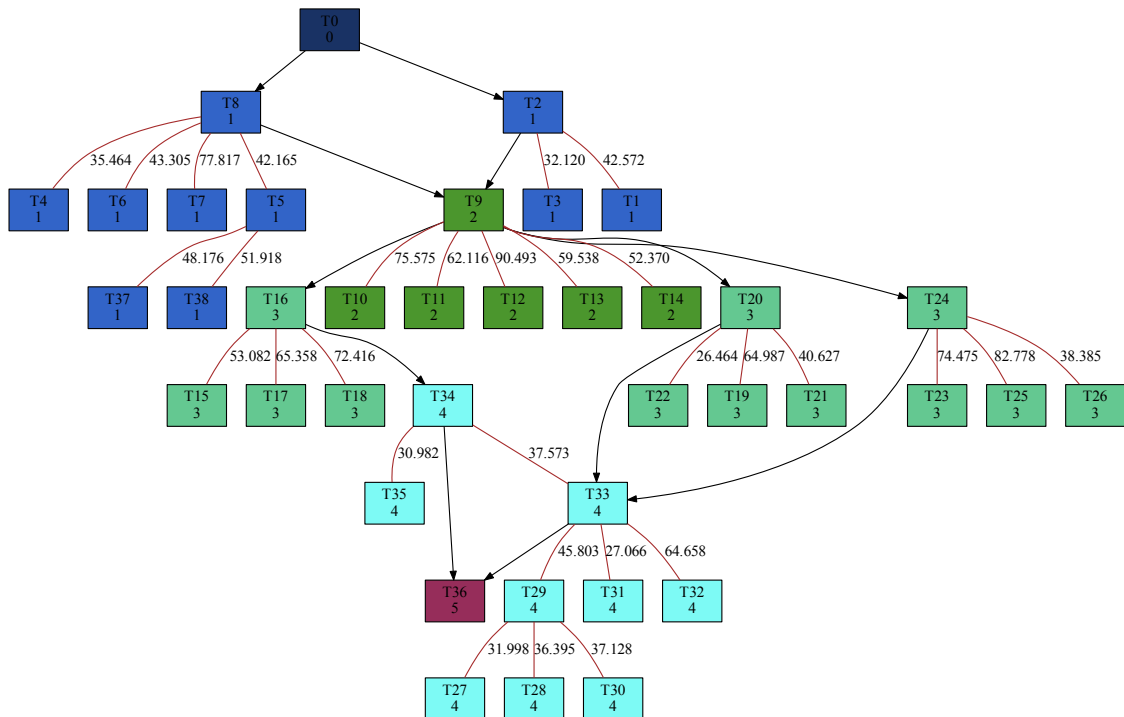 T0
0
T8
1
T2
1
35.464
43.305
77.817
42.165
32.120
42.572
T4
1
T6
1
T7
1
T5
1
T9
2
T3
1
T1
1
48.176
51.918
75.575
62.116
90.493
59.538
52.370
T37
1
T38
1
T16
3
T10
2
T11
2
T12
2
T13
2
T14
2
T20
3
T24
3
53.082
65.358
72.416
26.464
64.987
40.627
74.475
82.778
38.385
T15
3
T17
3
T18
3
T34
4
T22
3
T19
3
T21
3
T23
3
T25
3
T26
3
30.982
37.573
T35
4
T33
4
45.803
27.066
64.658
T36
5
T29
4
T31
4
T32
4
31.998
36.395
37.128
T27
4
T28
4
T30
4